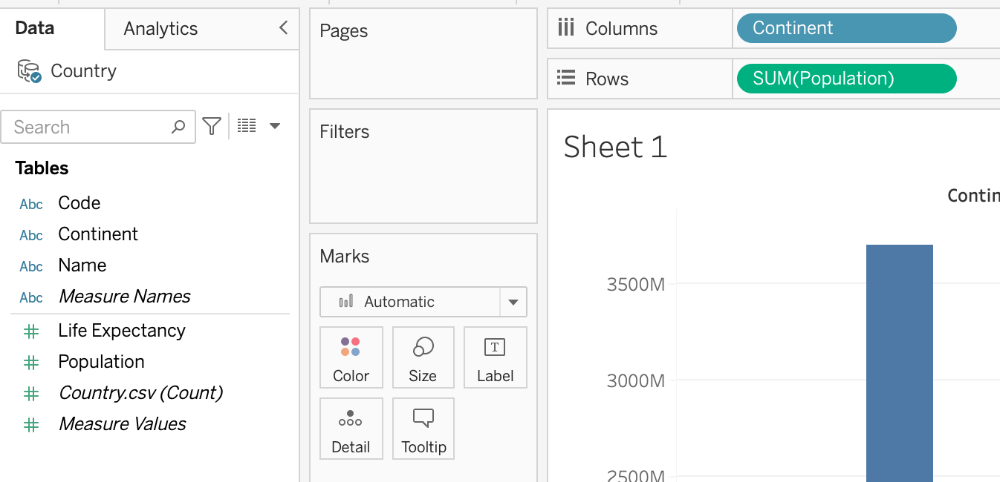 Data
Analytics
Country
Search
Tables
Abc Code
Abc Continent
Abc Name
Abc Measure Names
Life Expectancy
Population
Country.csv (Count)
Measure Values
Pages
Filters
Marks
Automatic
Color
Size
T
Label
Detail
Tooltip
Columns
Continent
Rows
SUM(Population)
Sheet 1
Contin
3500M
3000M
2500M